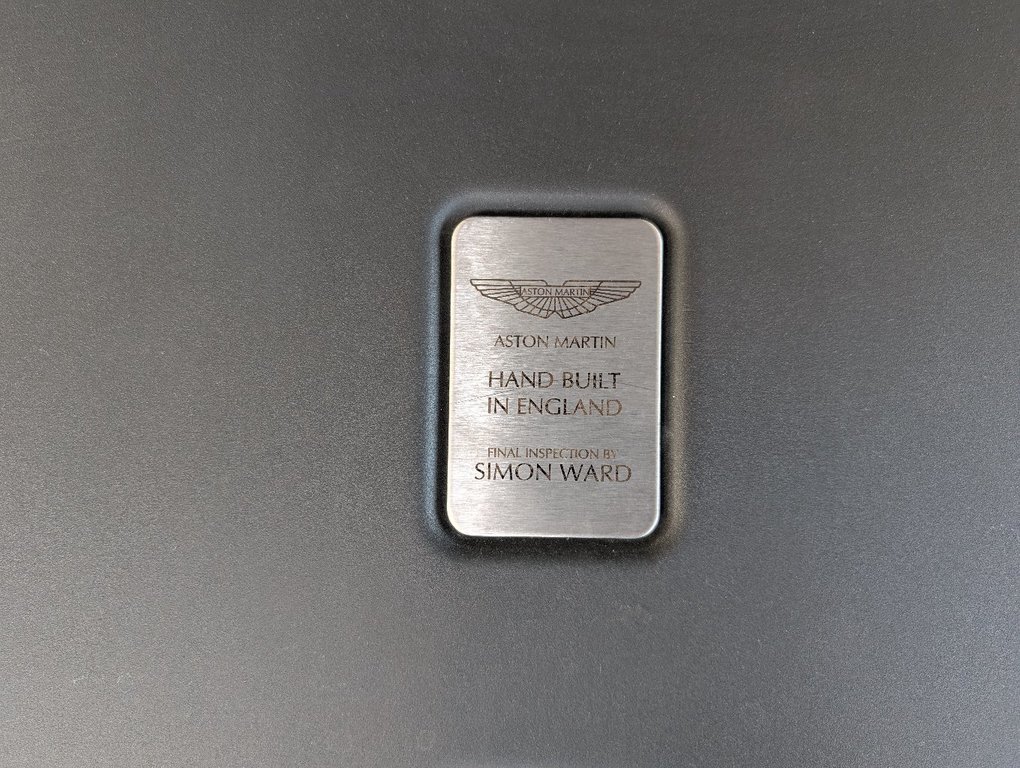 ASTON MARTIN
ASTON MARTIN
HAND BUILT
IN ENGLAND
FINAL INSPECTION BY
SIMON WARD